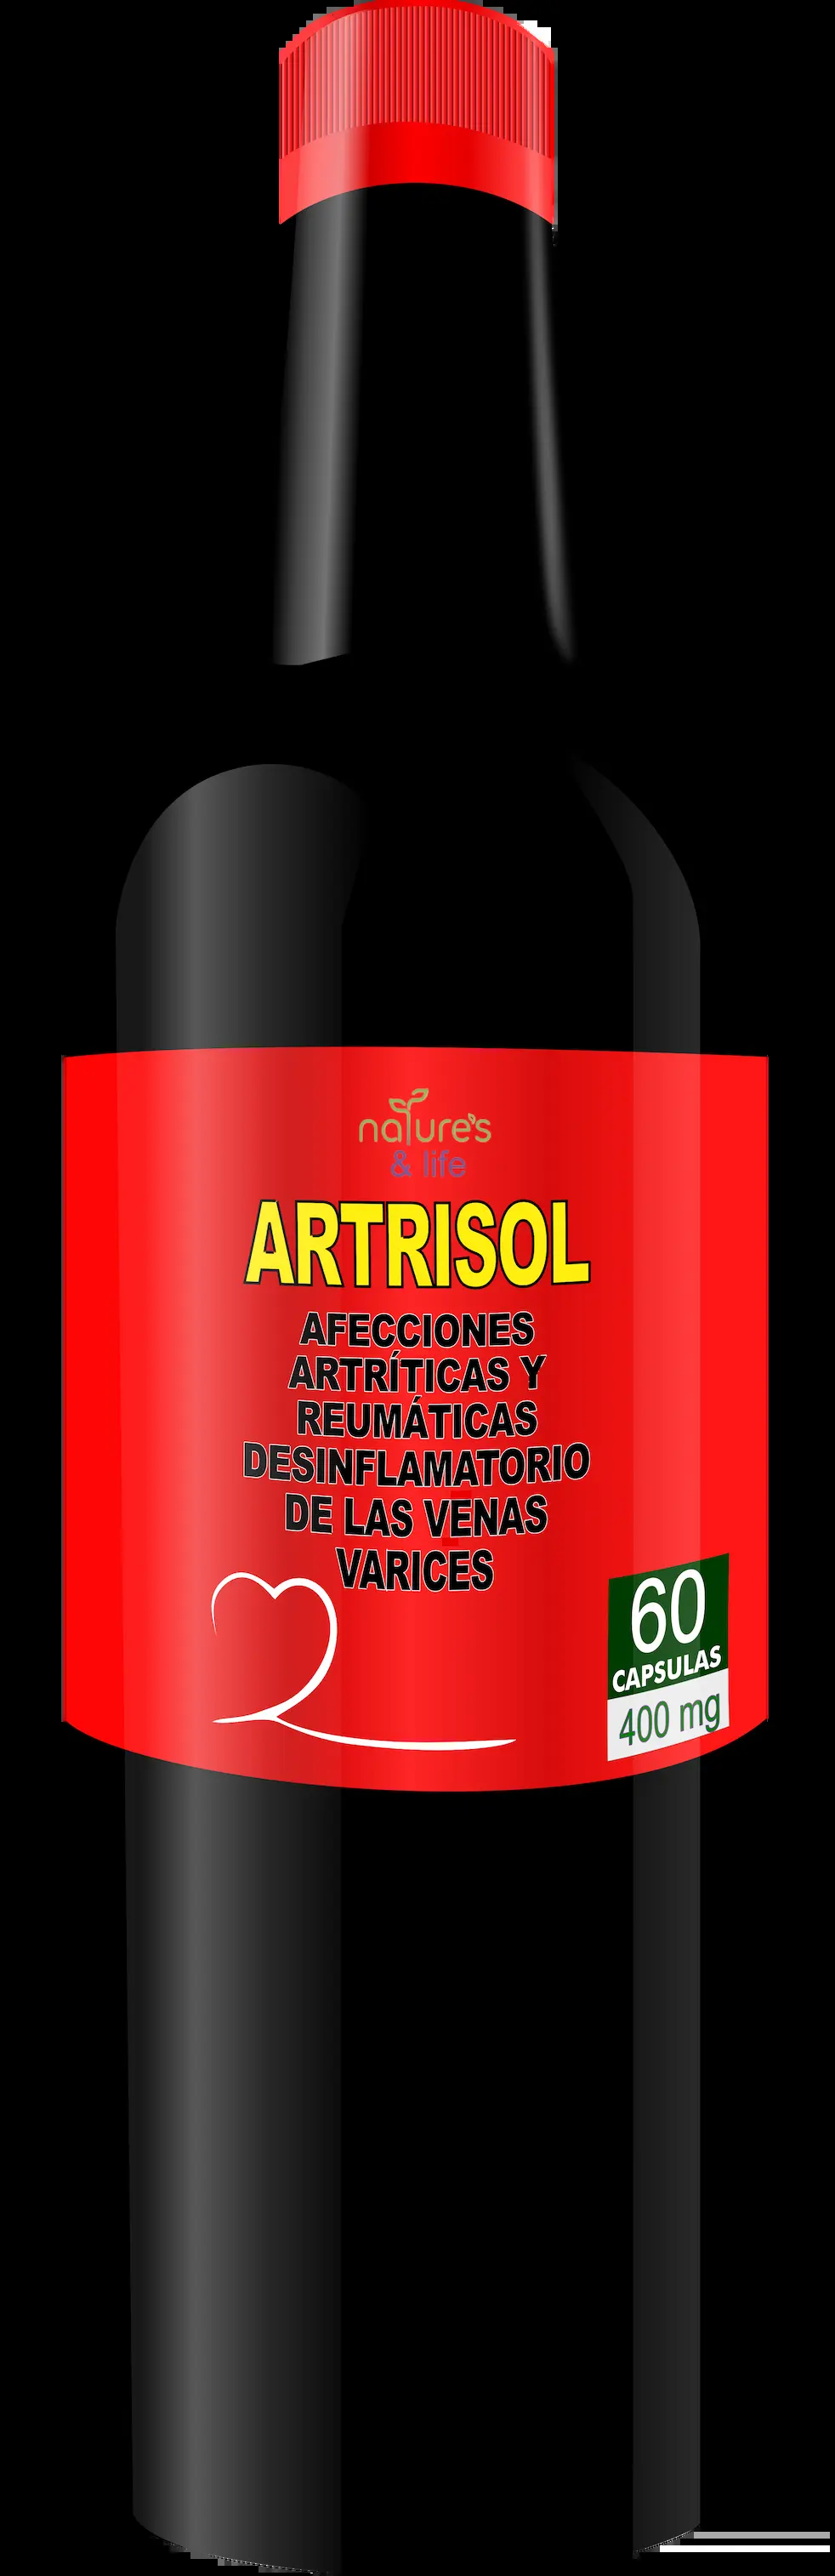 nature's
& life
ARTRISOL
AFECCIONES
ARTRÍTICAS Y
REUMÁTICAS
DESINFLAMATORIO
DE LAS VENAS
VARICES
60
CAPSULAS
400 mg